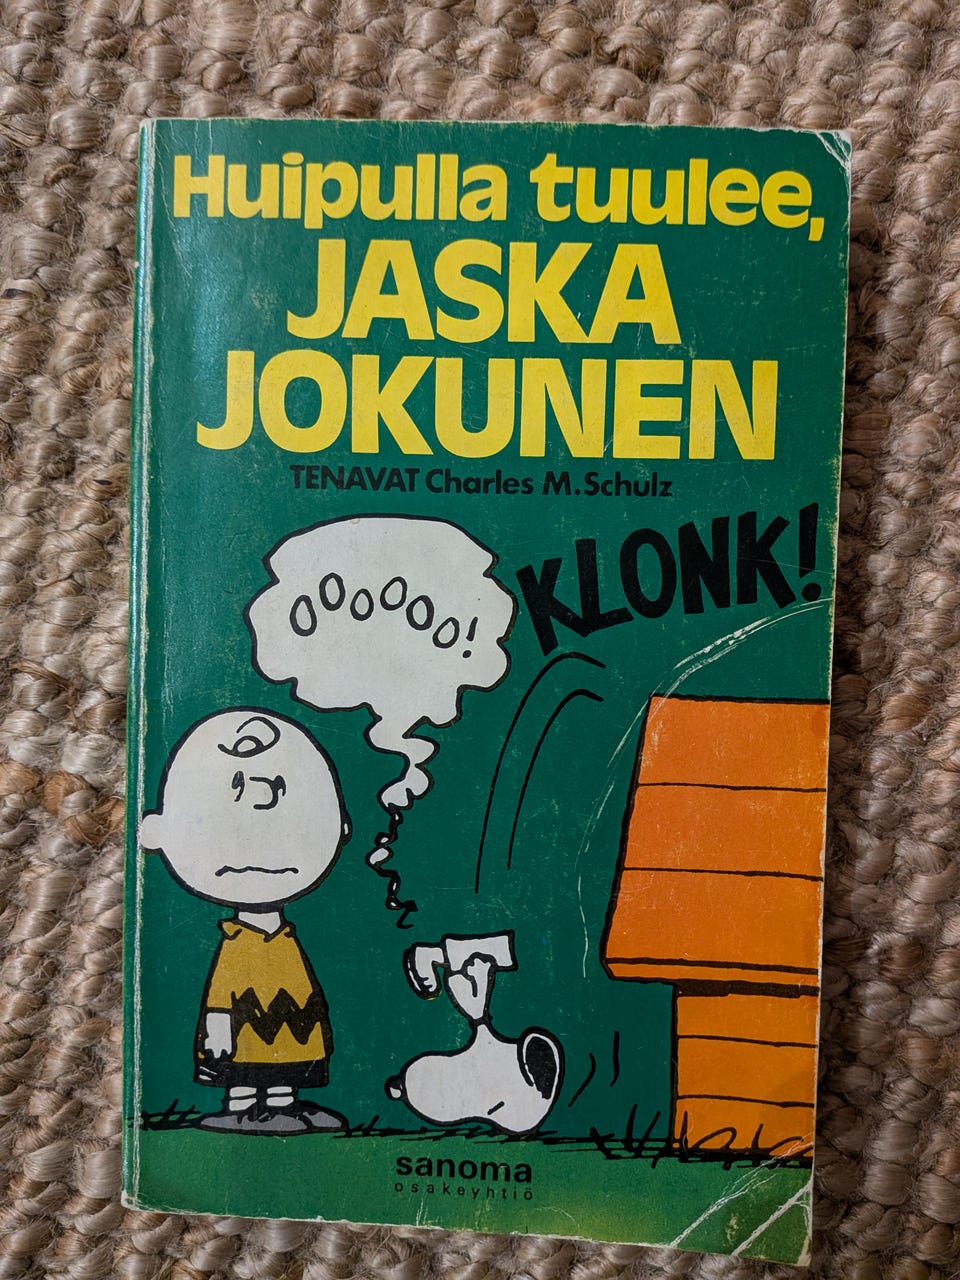 Huipulla tuulee,
JASKA
JOKUNEN
TENAVAT Charles M. Schulz
KLONK!
OOOOOO!
sanoma
osakeyhtiö